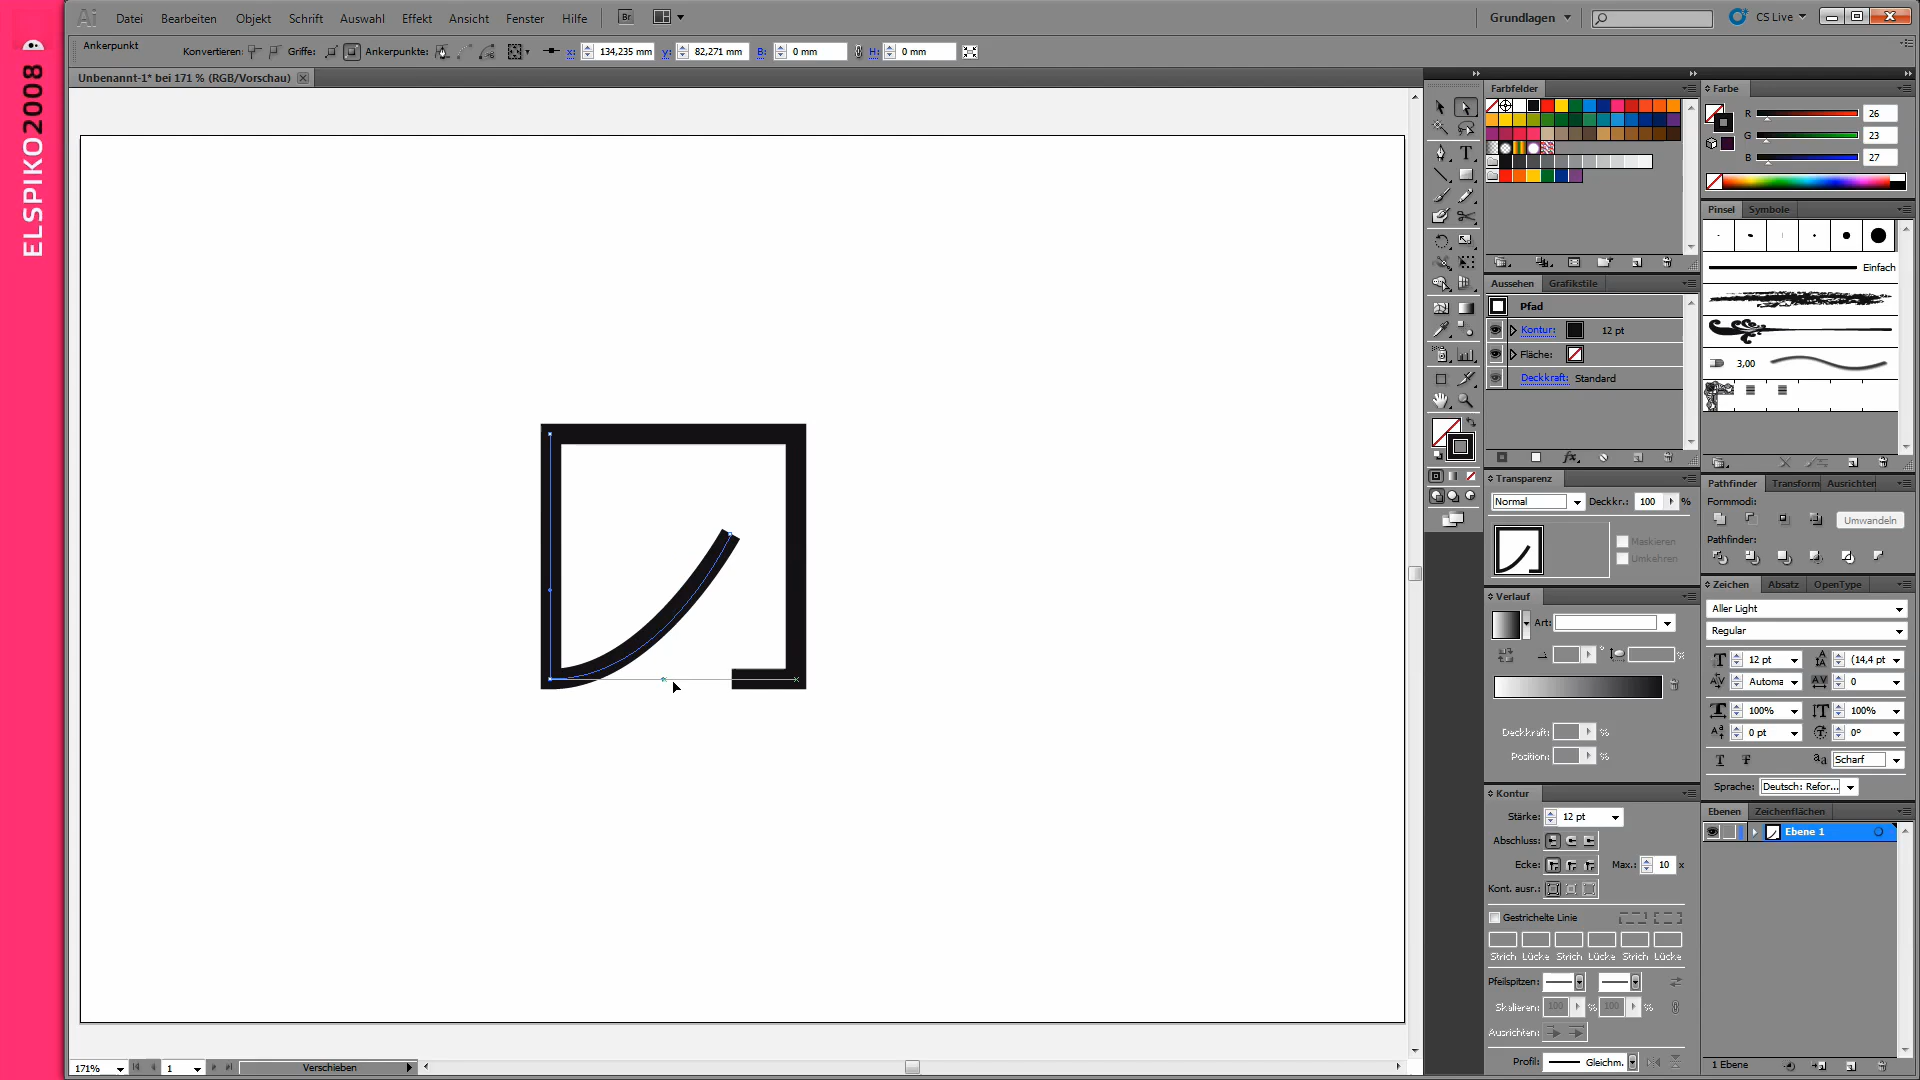 ELSPIKO2008
Ai
Datei
Bearbeiten
Objekt
Schrift
Auswahl
Effekt
Ansicht
Fenster
Hilfe
Br
Grundlagen
CS Live
Ankerpunkt
Konvertieren:
Griffe:
Ankerpunkte:
x:
134,235 mm
y:
82,271 mm
B:
0 mm
H:
0 mm
Unbenannt-1* bei 171 % (RGB/Vorschau)
Farbfelder
Aussehen
Grafikstile
Pfad
Kontur:
12 pt
Fläche:
Deckkraft:
Standard
Transparenz
Normal
Deckkr.:
100
%
Maskieren
Umkehren
Verlauf
Art:
°
%
Deckkraft:
%
Position:
%
Kontur
Stärke:
12 pt
Abschluss:
Ecke:
Max.:
10
x
Kont. ausr.:
Gestrichelte Linie
Strich
Lücke
Strich
Lücke
Strich
Lücke
Pfeilspitzen:
Skalieren:
100
%
100
%
Ausrichten:
Profil:
Gleichm.
Farbe
R
26
G
23
B
27
Pinsel
Symbole
Einfach
3,00
Pathfinder
Transform
Ausrichten
Formmodi:
Umwandeln
Pathfinder:
Zeichen
Absatz
OpenType
Aller Light
Regular
12 pt
(14,4 pt
Automa
0
100%
100%
0 pt
0°
Scharf
Sprache:
Deutsch: Refor...
Ebenen
Zeichenflächen
Ebene 1
1 Ebene
171%
1
Verschieben